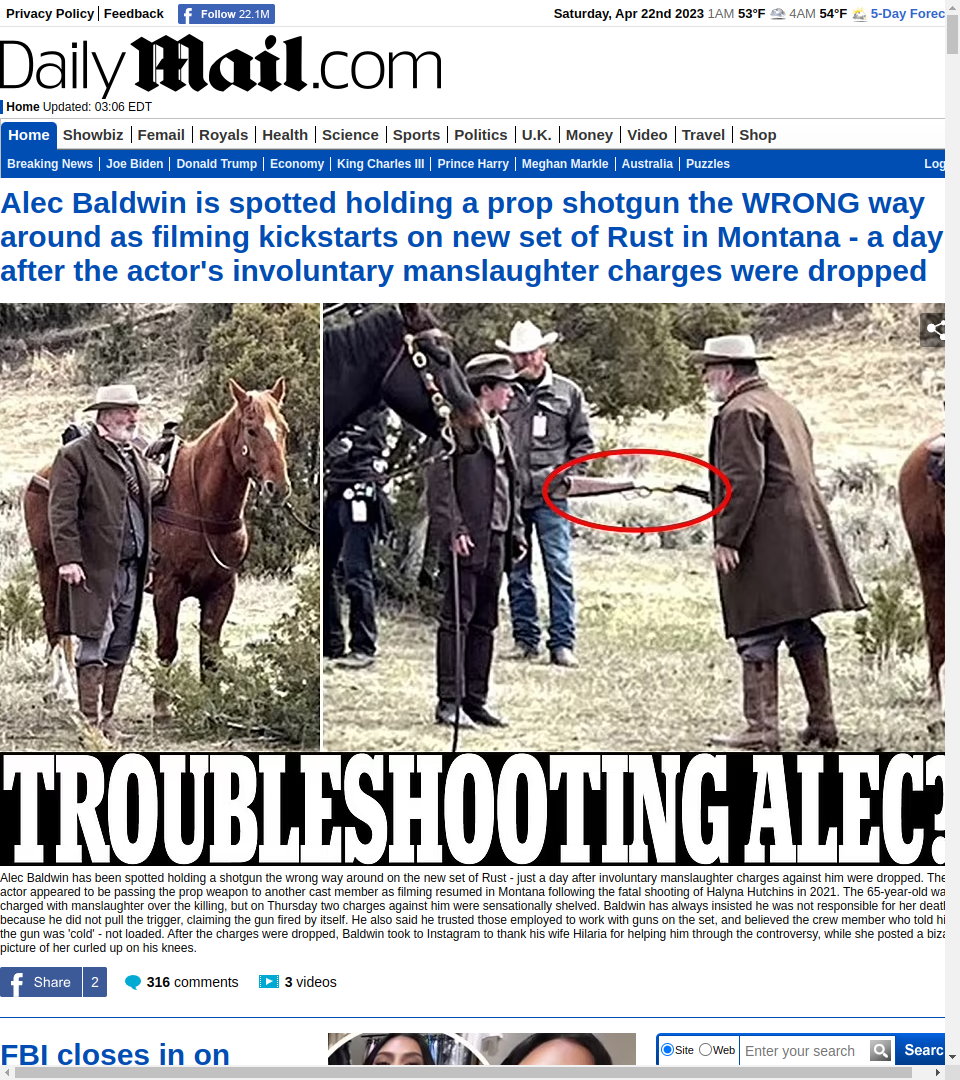 Privacy Policy Feedback Follow 22.1M Saturday, Apr 22nd 2023 1AM 53°F 4AM 54°F 5-Day Forec
Daily Mail.com
Home Updated: 03:06 EDT
Home Showbiz Femail Royals Health Science Sports Politics U.K. Money Video Travel Shop
Breaking News Joe Biden Donald Trump Economy King Charles III Prince Harry Meghan Markle Australia Puzzles Log
Alec Baldwin is spotted holding a prop shotgun the WRONG way
around as filming kickstarts on new set of Rust in Montana - a day
after the actor's involuntary manslaughter charges were dropped
TROUBLESHOOTING ALEC?
Alec Baldwin has been spotted holding a shotgun the wrong way around on the new set of Rust - just a day after involuntary manslaughter charges against him were dropped. The
actor appeared to be passing the prop weapon to another cast member as filming resumed in Montana following the fatal shooting of Halyna Hutchins in 2021. The 65-year-old wa
charged with manslaughter over the killing, but on Thursday two charges against him were sensationally shelved. Baldwin has always insisted he was not responsible for her deat
because he did not pull the trigger, claiming the gun fired by itself. He also said he trusted those employed to work with guns on the set, and believed the crew member who told hi
the gun was 'cold' - not loaded. After the charges were dropped, Baldwin took to Instagram to thank his wife Hilaria for helping him through the controversy, while she posted a biza
picture of her curled up on his knees.
Share 2 316 comments 3 videos
FBI closes in on
Site Web Enter your search Searc